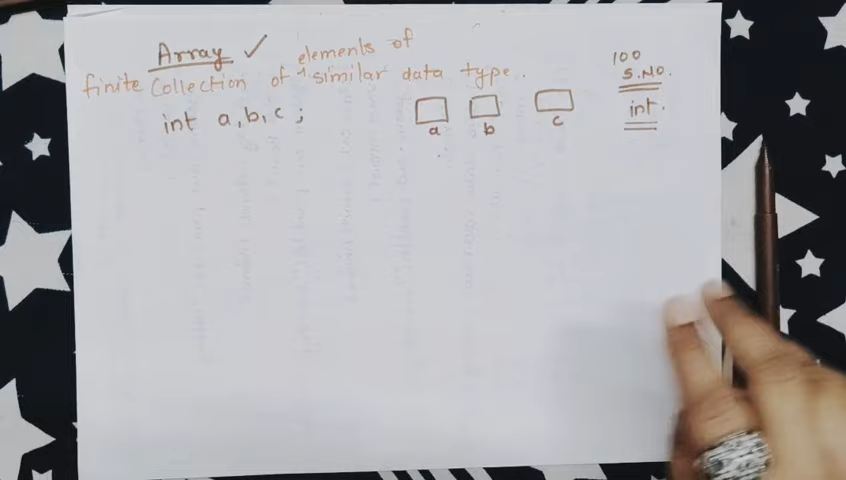 Array ✓
elements of
finite Collection of similar data type.
int a, b, c ;
a b c
100
S.NO.
int.